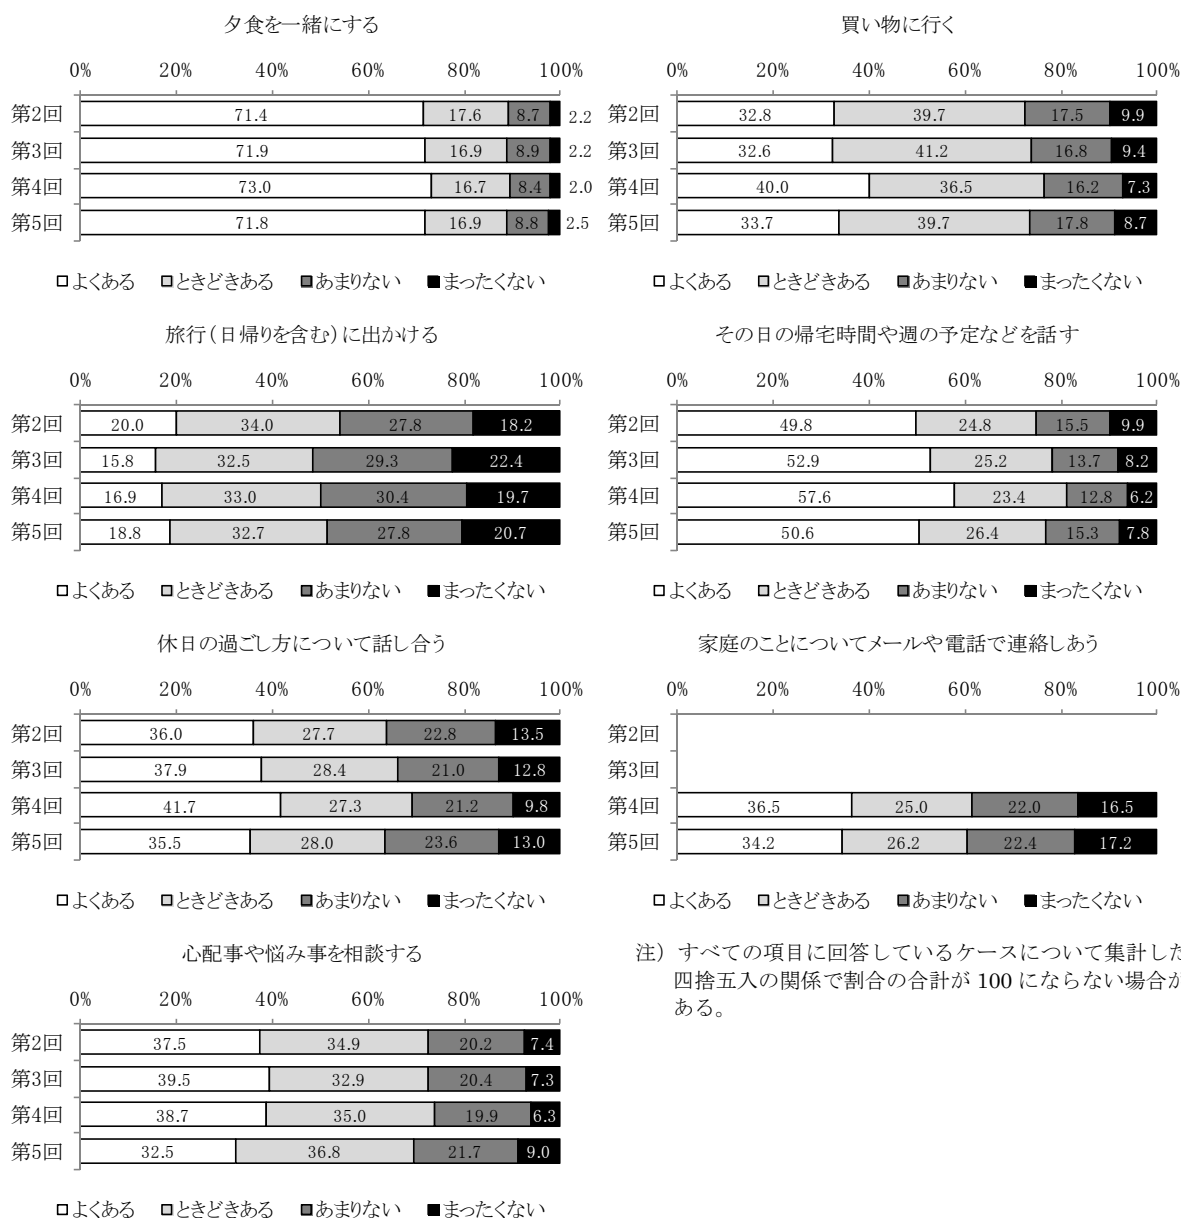 夕食を一緒にする
0% 20% 40% 60% 80% 100%
第2回 71.4 17.6 8.7 2.2
第3回 71.9 16.9 8.9 2.2
第4回 73.0 16.7 8.4 2.0
第5回 71.8 16.9 8.8 2.5
よくある ときどきある あまりない まったくない
買い物に行く
0% 20% 40% 60% 80% 100%
第2回 32.8 39.7 17.5 9.9
第3回 32.6 41.2 16.8 9.4
第4回 40.0 36.5 16.2 7.3
第5回 33.7 39.7 17.8 8.7
よくある ときどきある あまりない まったくない
旅行(日帰りを含む)に出かける
0% 20% 40% 60% 80% 100%
第2回 20.0 34.0 27.8 18.2
第3回 15.8 32.5 29.3 22.4
第4回 16.9 33.0 30.4 19.7
第5回 18.8 32.7 27.8 20.7
よくある ときどきある あまりない まったくない
その日の帰宅時間や週の予定などを話す
0% 20% 40% 60% 80% 100%
第2回 49.8 24.8 15.5 9.9
第3回 52.9 25.2 13.7 8.2
第4回 57.6 23.4 12.8 6.2
第5回 50.6 26.4 15.3 7.8
よくある ときどきある あまりない まったくない
休日の過ごし方について話し合う
0% 20% 40% 60% 80% 100%
第2回 36.0 27.7 22.8 13.5
第3回 37.9 28.4 21.0 12.8
第4回 41.7 27.3 21.2 9.8
第5回 35.5 28.0 23.6 13.0
よくある ときどきある あまりない まったくない
家庭のことについてメールや電話で連絡しあう
0% 20% 40% 60% 80% 100%
第2回
第3回
第4回 36.5 25.0 22.0 16.5
第5回 34.2 26.2 22.4 17.2
よくある ときどきある あまりない まったくない
心配事や悩み事を相談する
0% 20% 40% 60% 80% 100%
第2回 37.5 34.9 20.2 7.4
第3回 39.5 32.9 20.4 7.3
第4回 38.7 35.0 19.9 6.3
第5回 32.5 36.8 21.7 9.0
よくある ときどきある あまりない まったくない
注) すべての項目に回答しているケースについて集計した
四捨五入の関係で割合の合計が 100 にならない場合が
ある。